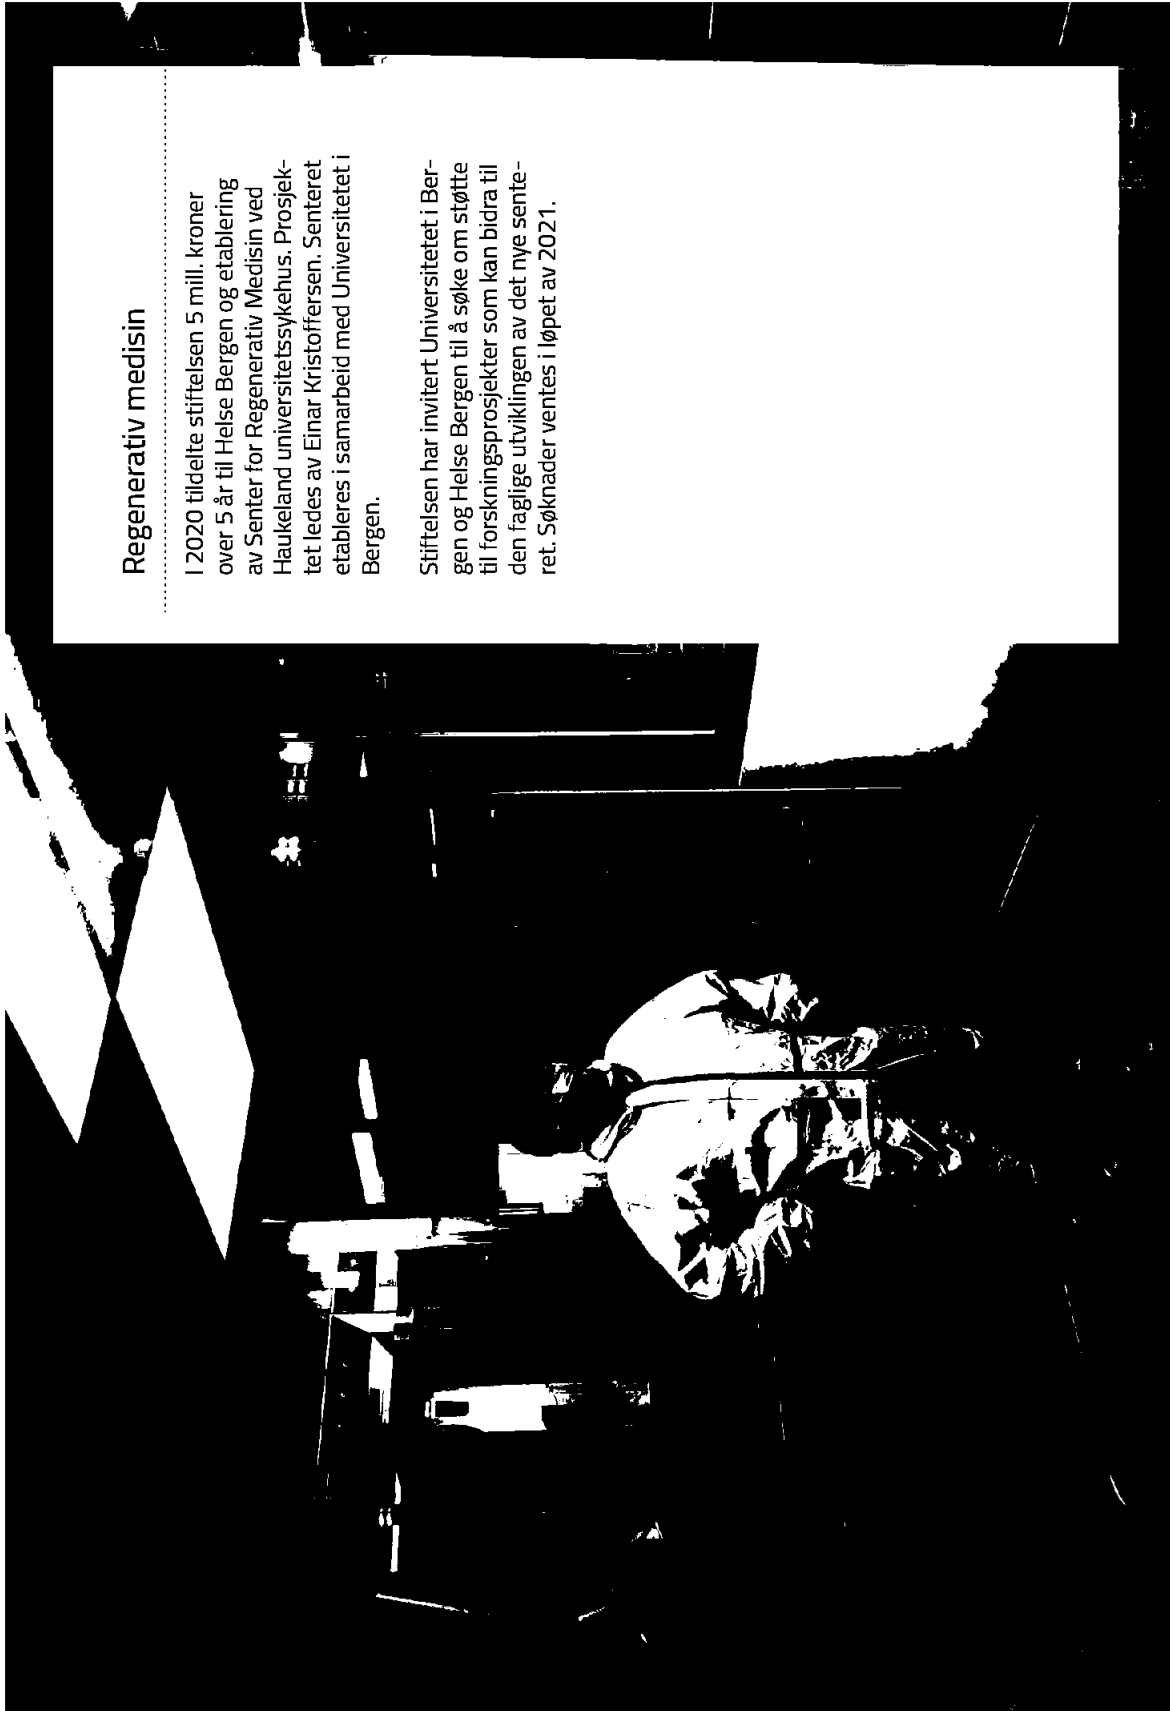 Regenerativ medisin
I 2020 tildelte stiftelsen 5 mill. kroner
over 5 år til Helse Bergen og etablering
av Senter for Regenerativ Medisin ved
Haukeland universitetssykehus. Prosjek-
tet ledes av Einar Kristoffersen. Senteret
etableres i samarbeid med Universitetet i
Bergen.
Stiftelsen har invitert Universitetet i Ber-
gen og Helse Bergen til å søke om støtte
til forskningsprosjekter som kan bidra til
den faglige utviklingen av det nye sente-
ret. Søknader ventes i løpet av 2021.